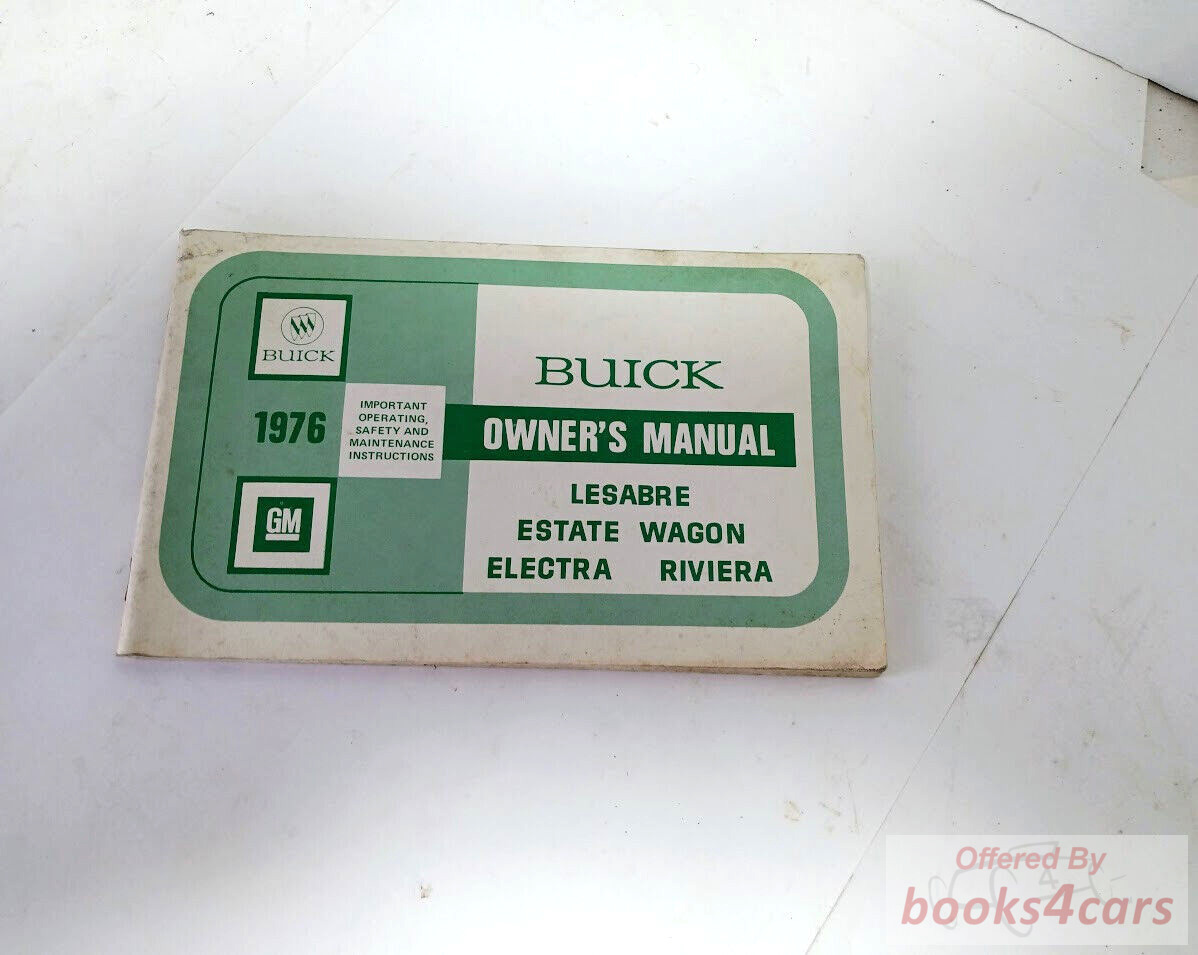 BUICK
1976
GM
IMPORTANT
OPERATING,
SAFETY AND
MAINTENANCE
INSTRUCTIONS
BUICK
OWNER'S MANUAL
LESABRE
ESTATE WAGON
ELECTRA RIVIERA
Offered By
books4cars